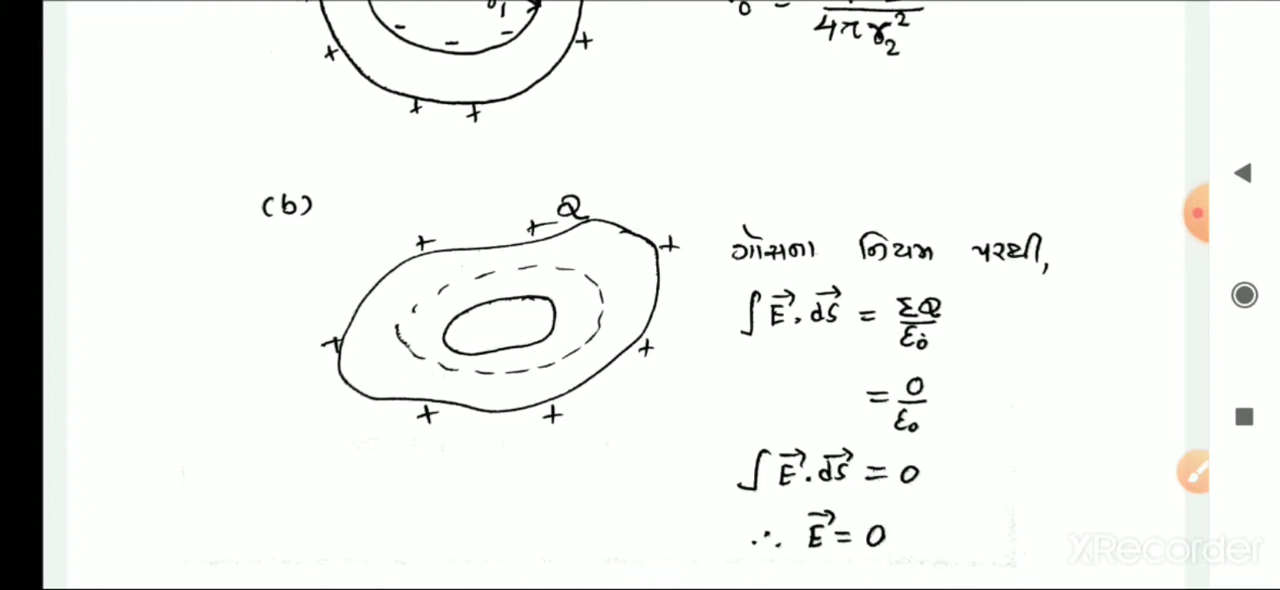 4πr₂²
(b)
Q
ગૉસના નિયમ પરથી,
∫E⃗ . dS⃗ = ΣQ/ε₀
= 0/ε₀
∫E⃗ . dS⃗ = 0
∴ E⃗ = 0
XRecorder